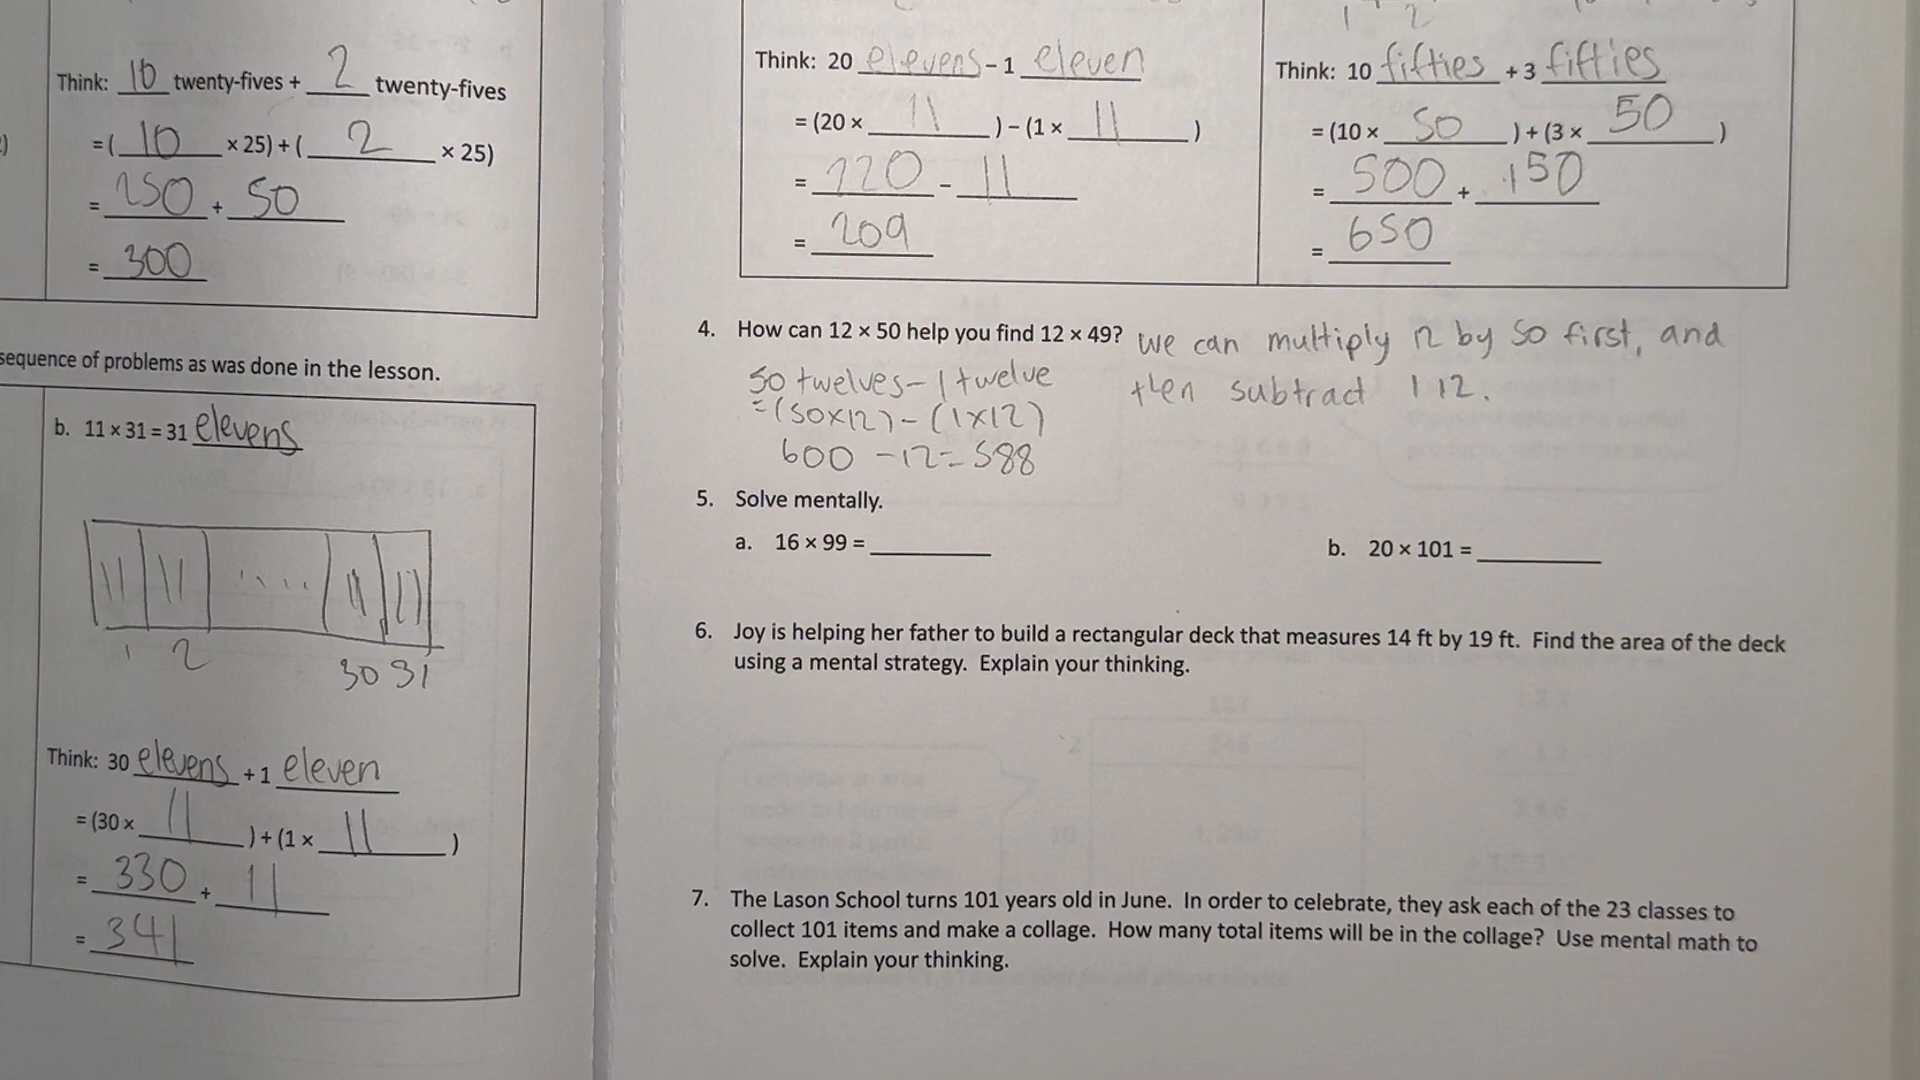 Think: 10 twenty-fives + 2 twenty-fives
= ( 10 × 25) + ( 2 × 25)
= 250 + 50
= 300
sequence of problems as was done in the lesson.
b. 11 × 31 = 31 elevens
11 11 .... 11 11
1 2 30 31
Think: 30 elevens + 1 eleven
= (30 × 11 ) + (1 × 11 )
= 330 + 11
= 341
Think: 20 elevens - 1 eleven
= (20 × 11 ) – (1 × 11 )
= 220 - 11
= 209
1 2
Think: 10 fifties + 3 fifties
= (10 × 50 ) + (3 × 50 )
= 500 + 150
= 650
4. How can 12 × 50 help you find 12 × 49? we can multiply 12 by 50 first, and
then subtract 1 12.
50 twelves - 1 twelve
= (50x12) - (1x12)
600 - 12 = 588
5. Solve mentally.
a. 16 × 99 = ________
b. 20 × 101 = ________
6. Joy is helping her father to build a rectangular deck that measures 14 ft by 19 ft. Find the area of the deck
using a mental strategy. Explain your thinking.
7. The Lason School turns 101 years old in June. In order to celebrate, they ask each of the 23 classes to
collect 101 items and make a collage. How many total items will be in the collage? Use mental math to
solve. Explain your thinking.